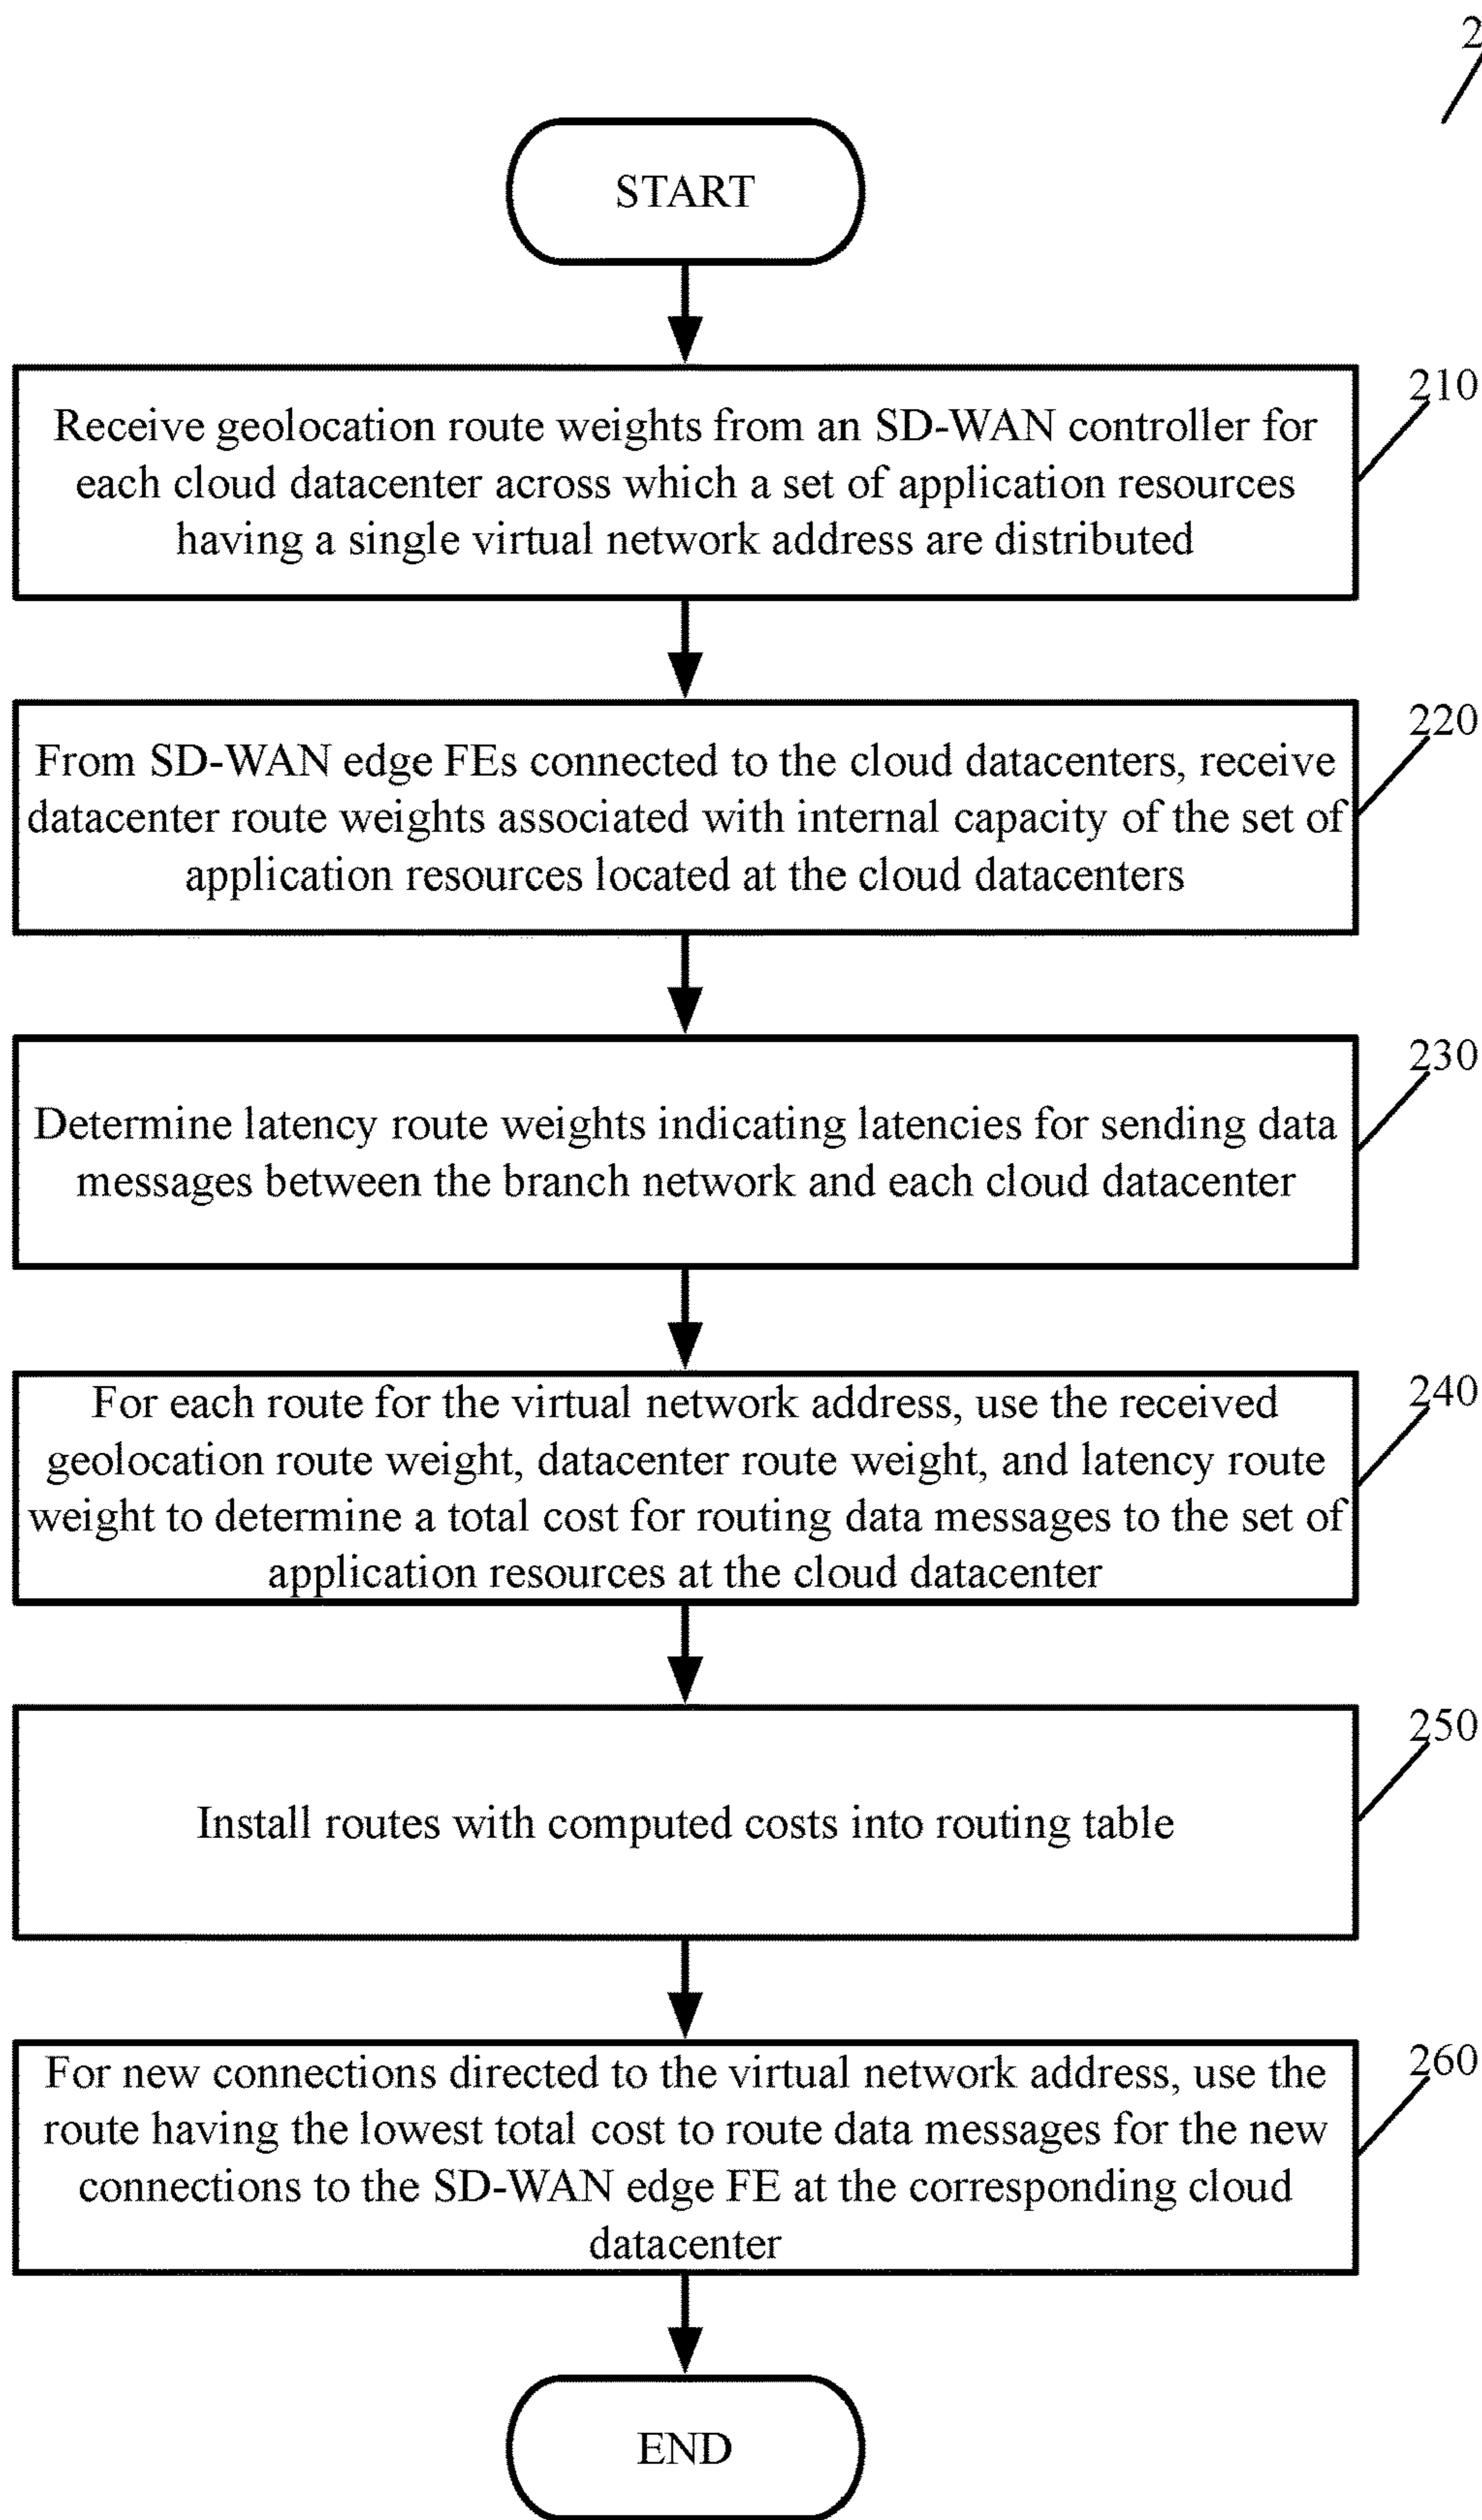 2
START
210
Receive geolocation route weights from an SD-WAN controller for
each cloud datacenter across which a set of application resources
having a single virtual network address are distributed
220
From SD-WAN edge FEs connected to the cloud datacenters, receive
datacenter route weights associated with internal capacity of the set of
application resources located at the cloud datacenters
230
Determine latency route weights indicating latencies for sending data
messages between the branch network and each cloud datacenter
240
For each route for the virtual network address, use the received
geolocation route weight, datacenter route weight, and latency route
weight to determine a total cost for routing data messages to the set of
application resources at the cloud datacenter
250
Install routes with computed costs into routing table
260
For new connections directed to the virtual network address, use the
route having the lowest total cost to route data messages for the new
connections to the SD-WAN edge FE at the corresponding cloud
datacenter
END